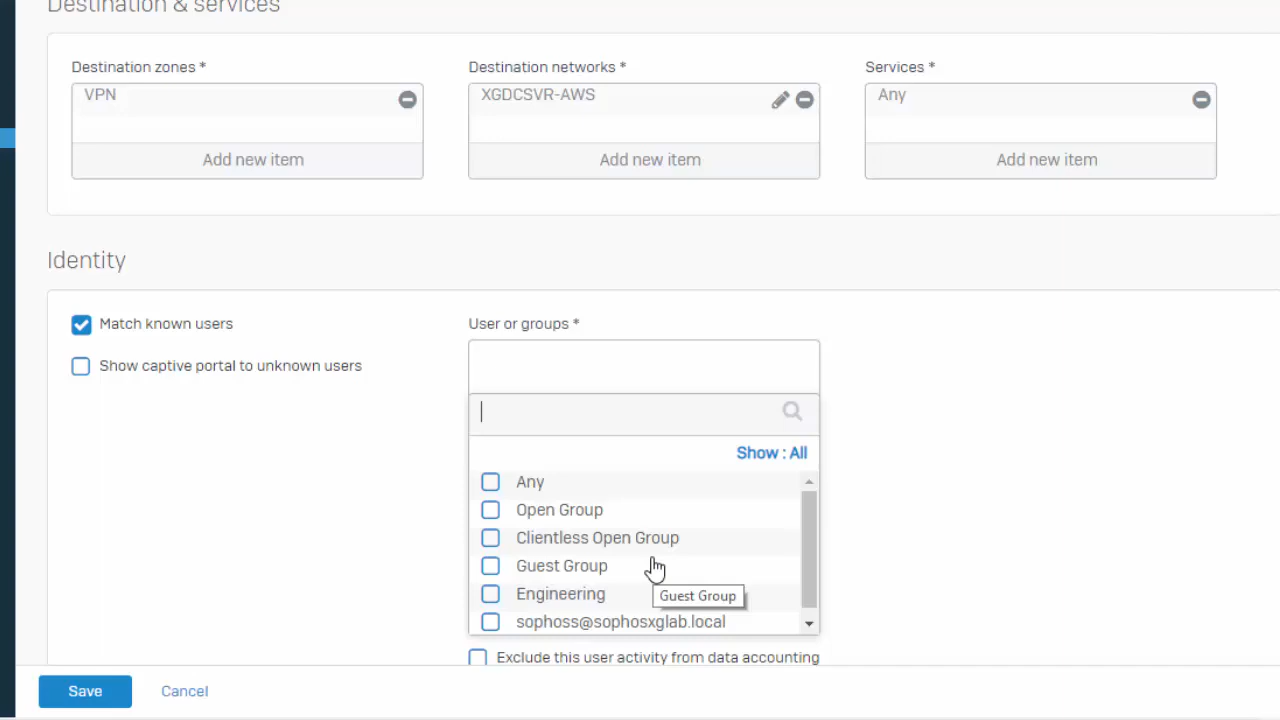 Destination & services
Destination zones *
Destination networks *
Services *
VPN
XGDCSVR-AWS
Any
Add new item
Add new item
Add new item
Identity
Match known users
User or groups *
Show captive portal to unknown users
Show : All
Any
Open Group
Clientless Open Group
Guest Group
Engineering
Guest Group
sophoss@sophosxglab.local
Exclude this user activity from data accounting
Save
Cancel